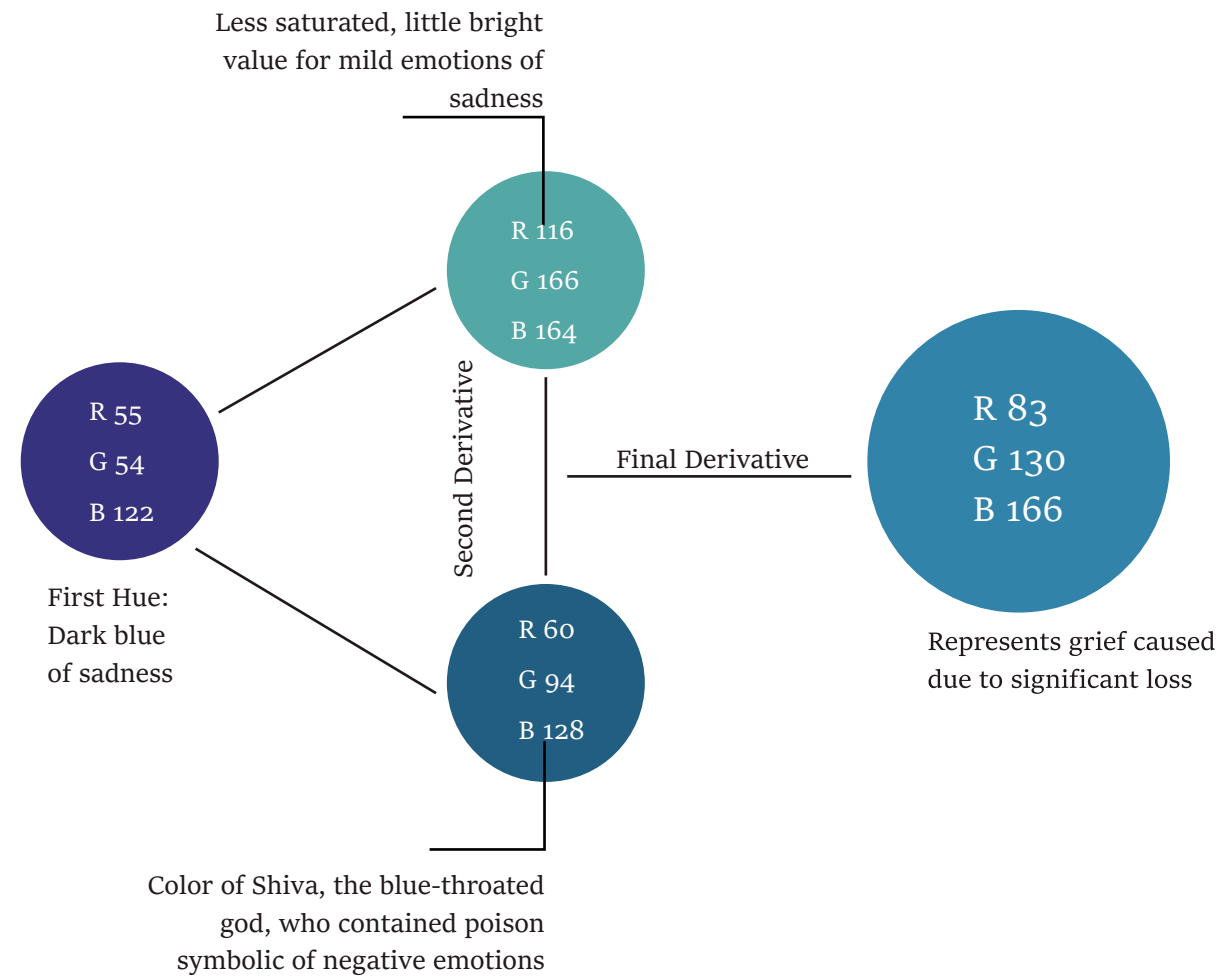 Less saturated, little bright
value for mild emotions of
sadness
R 116
G 166
B 164
R 55
G 54
B 122
First Hue:
Dark blue
of sadness
Second Derivative
Final Derivative
R 83
G 130
B 166
Represents grief caused
due to significant loss
R 60
G 94
B 128
Color of Shiva, the blue-throated
god, who contained poison
symbolic of negative emotions